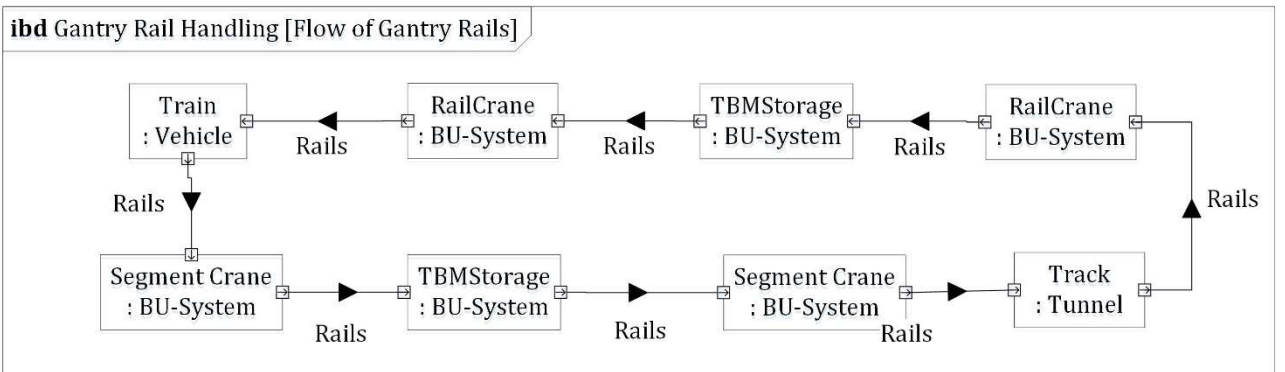 ibd Gantry Rail Handling [Flow of Gantry Rails]
Train
: Vehicle
Rails
RailCrane
: BU-System
Rails
TBMStorage
: BU-System
Rails
RailCrane
: BU-System
Rails
Rails
Segment Crane
: BU-System
Rails
TBMStorage
: BU-System
Rails
Segment Crane
: BU-System
Rails
Track
: Tunnel